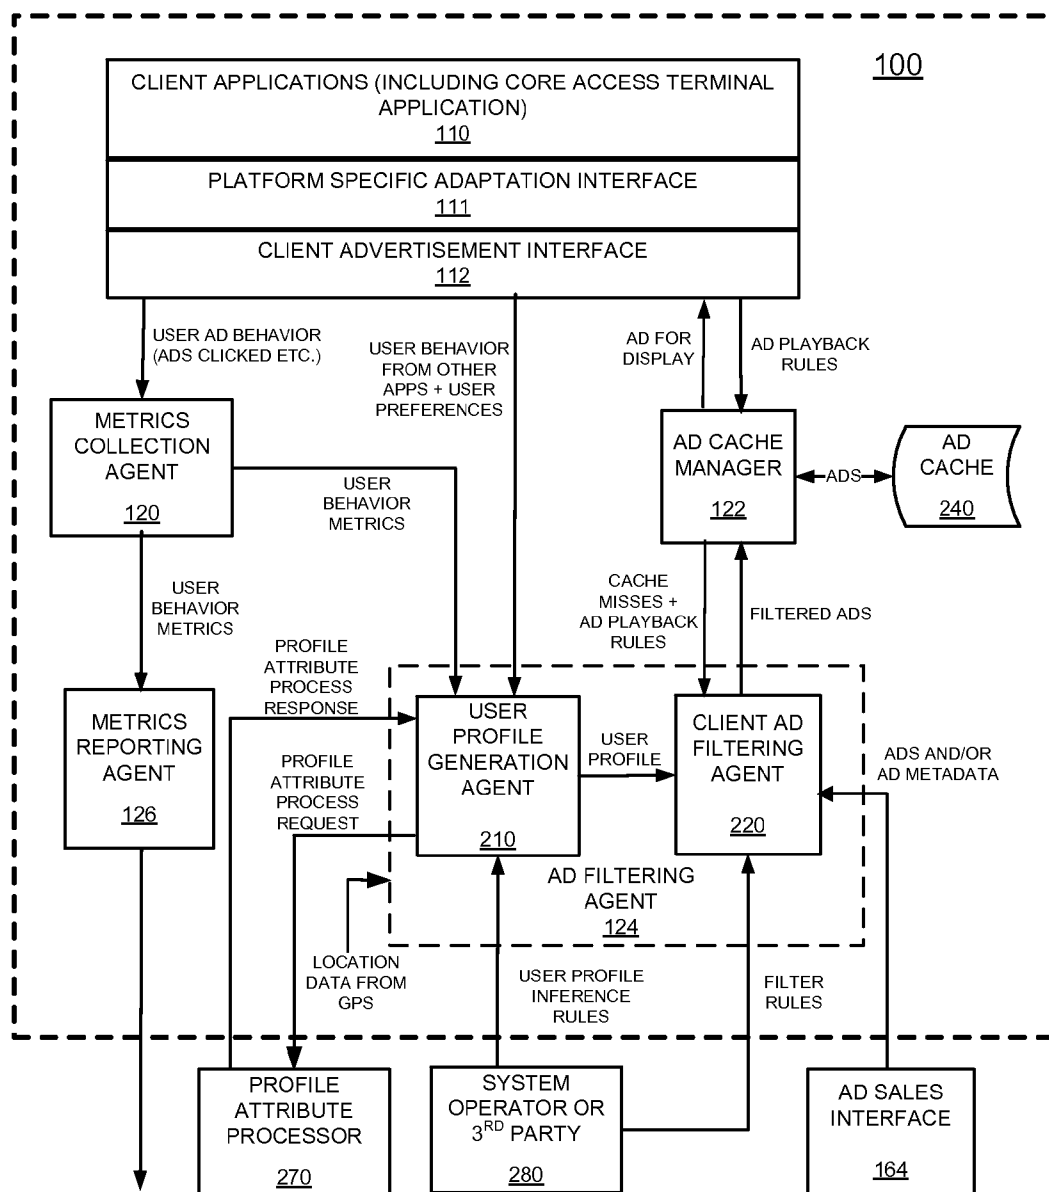 100
CLIENT APPLICATIONS (INCLUDING CORE ACCESS TERMINAL
APPLICATION)
110
PLATFORM SPECIFIC ADAPTATION INTERFACE
111
CLIENT ADVERTISEMENT INTERFACE
112
USER AD BEHAVIOR
(ADS CLICKED ETC.)
USER BEHAVIOR
FROM OTHER
APPS + USER
PREFERENCES
AD FOR
DISPLAY
AD PLAYBACK
RULES
METRICS
COLLECTION
AGENT
120
USER
BEHAVIOR
METRICS
AD CACHE
MANAGER
122
ADS
AD
CACHE
240
USER
BEHAVIOR
METRICS
CACHE
MISSES +
AD PLAYBACK
RULES
FILTERED ADS
PROFILE
ATTRIBUTE
PROCESS
RESPONSE
METRICS
REPORTING
AGENT
126
PROFILE
ATTRIBUTE
PROCESS
REQUEST
USER
PROFILE
GENERATION
AGENT
210
USER
PROFILE
CLIENT AD
FILTERING
AGENT
220
ADS AND/OR
AD METADATA
AD FILTERING
AGENT
124
LOCATION
DATA FROM
GPS
USER PROFILE
INFERENCE
RULES
FILTER
RULES
PROFILE
ATTRIBUTE
PROCESSOR
270
SYSTEM
OPERATOR OR
3RD PARTY
280
AD SALES
INTERFACE
164